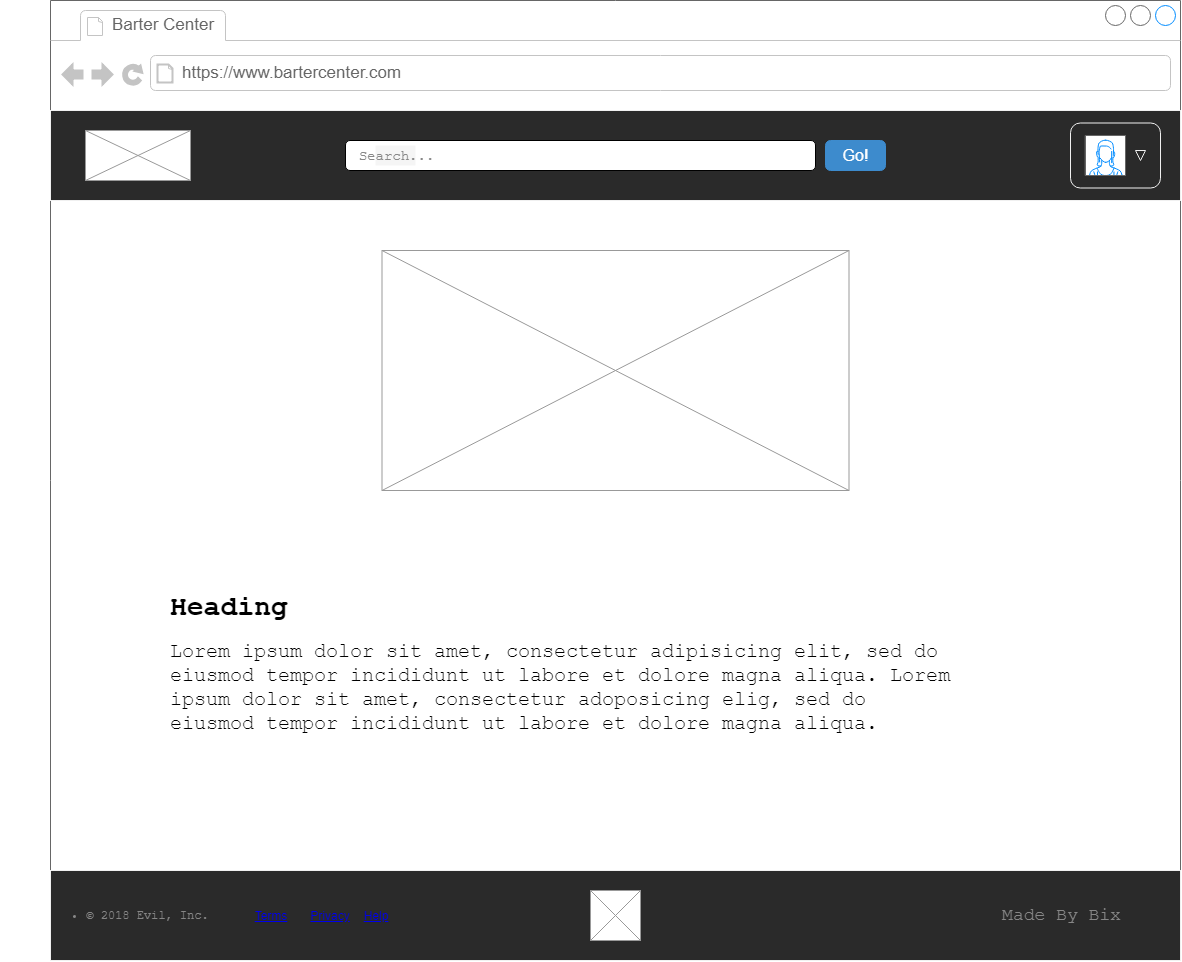 Barter Center
https://www.bartercenter.com
Search... Go!
Heading
Lorem ipsum dolor sit amet, consectetur adipisicing elit, sed do
eiusmod tempor incididunt ut labore et dolore magna aliqua. Lorem
ipsum dolor sit amet, consectetur adoposicing elig, sed do
eiusmod tempor incididunt ut labore et dolore magna aliqua.
• © 2018 Evil, Inc. Terms Privacy Help Made By Bix